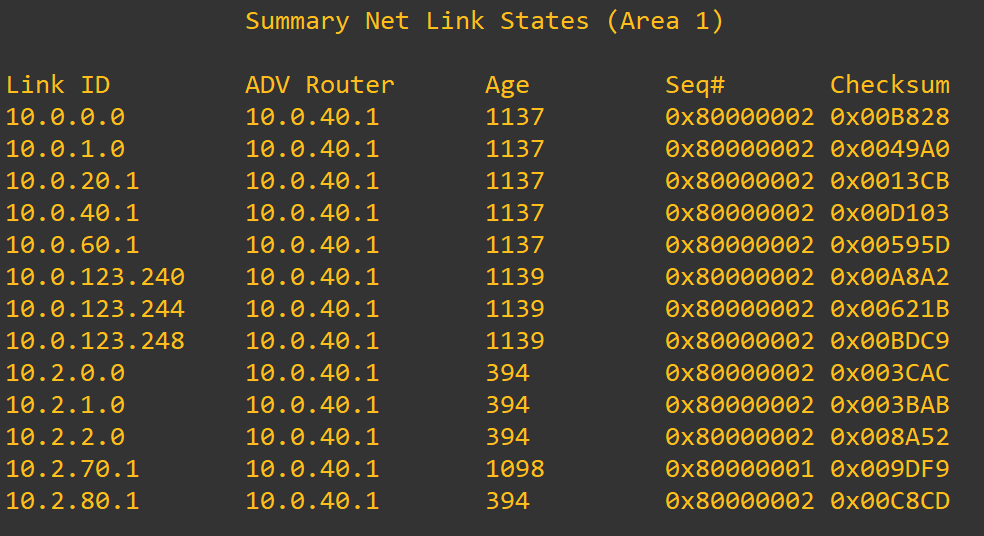 Summary Net Link States (Area 1)
Link ID ADV Router Age Seq# Checksum
10.0.0.0 10.0.40.1 1137 0x80000002 0x00B828
10.0.1.0 10.0.40.1 1137 0x80000002 0x0049A0
10.0.20.1 10.0.40.1 1137 0x80000002 0x0013CB
10.0.40.1 10.0.40.1 1137 0x80000002 0x00D103
10.0.60.1 10.0.40.1 1137 0x80000002 0x00595D
10.0.123.240 10.0.40.1 1139 0x80000002 0x00A8A2
10.0.123.244 10.0.40.1 1139 0x80000002 0x00621B
10.0.123.248 10.0.40.1 1139 0x80000002 0x00BDC9
10.2.0.0 10.0.40.1 394 0x80000002 0x003CAC
10.2.1.0 10.0.40.1 394 0x80000002 0x003BAB
10.2.2.0 10.0.40.1 394 0x80000002 0x008A52
10.2.70.1 10.0.40.1 1098 0x80000001 0x009DF9
10.2.80.1 10.0.40.1 394 0x80000002 0x00C8CD